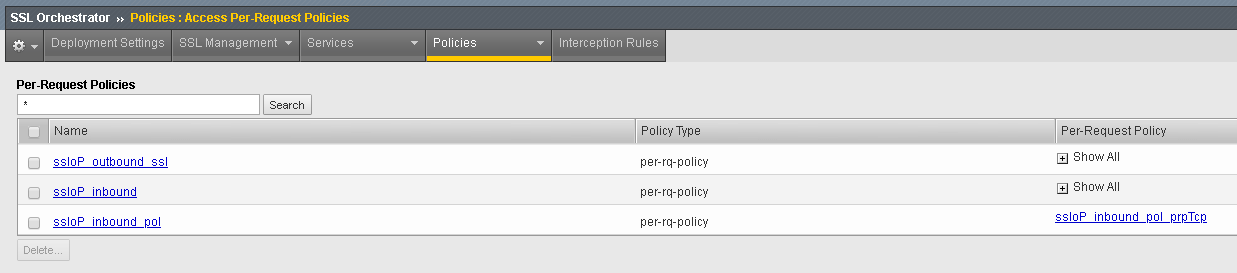 SSL Orchestrator ›› Policies : Access Per-Request Policies
Deployment Settings SSL Management Services Policies Interception Rules
Per-Request Policies
* Search
Name Policy Type Per-Request Policy
ssloP_outbound_ssl per-rq-policy Show All
ssloP_inbound per-rq-policy Show All
ssloP_inbound_pol per-rq-policy ssloP_inbound_pol_prpTcp
Delete...